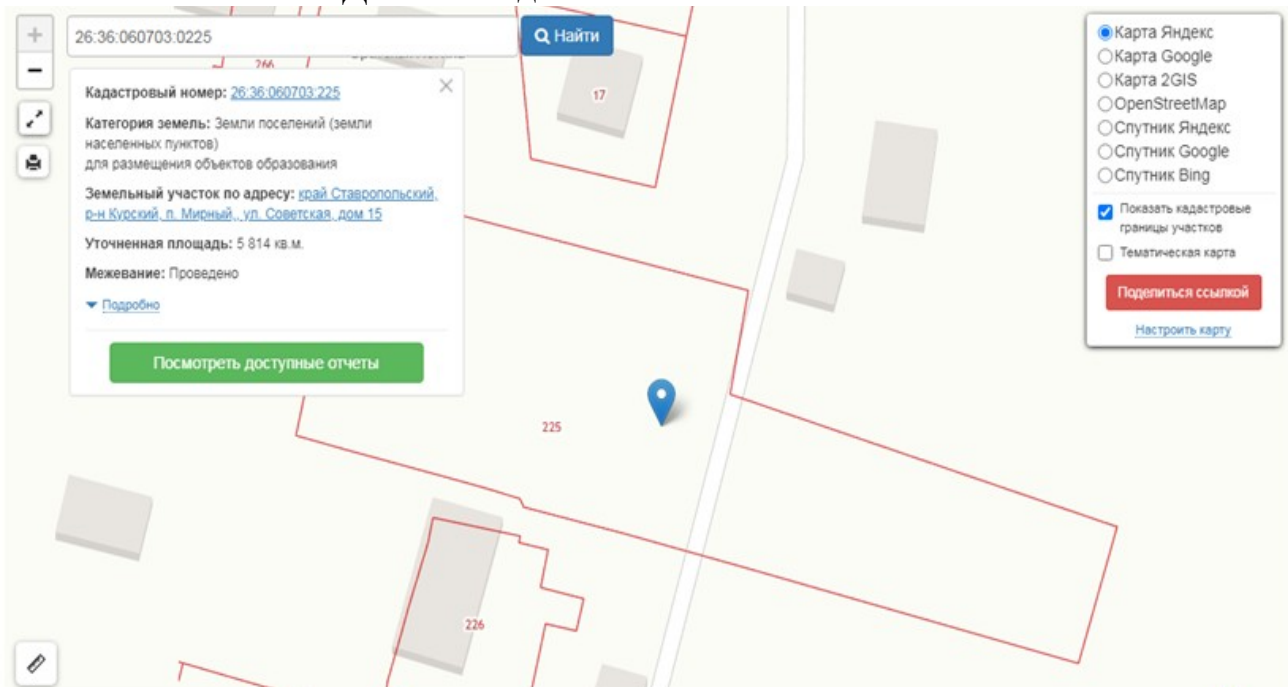 26:36:060703:0225
Найти
266
Кадастровый номер: 26:36:060703:225
Категория земель: Земли поселений (земли
населенных пунктов)
для размещения объектов образования
Земельный участок по адресу: край Ставропольский,
р-н Курский, п. Мирный,, ул. Советская, дом 15
Уточненная площадь: 5 814 кв.м.
Межевание: Проведено
Подробно
Посмотреть доступные отчеты
17
225
226
Карта Яндекс
Карта Google
Карта 2GIS
OpenStreetMap
Спутник Яндекс
Спутник Google
Спутник Bing
Показать кадастровые
границы участков
Тематическая карта
Поделиться ссылкой
Настроить карту